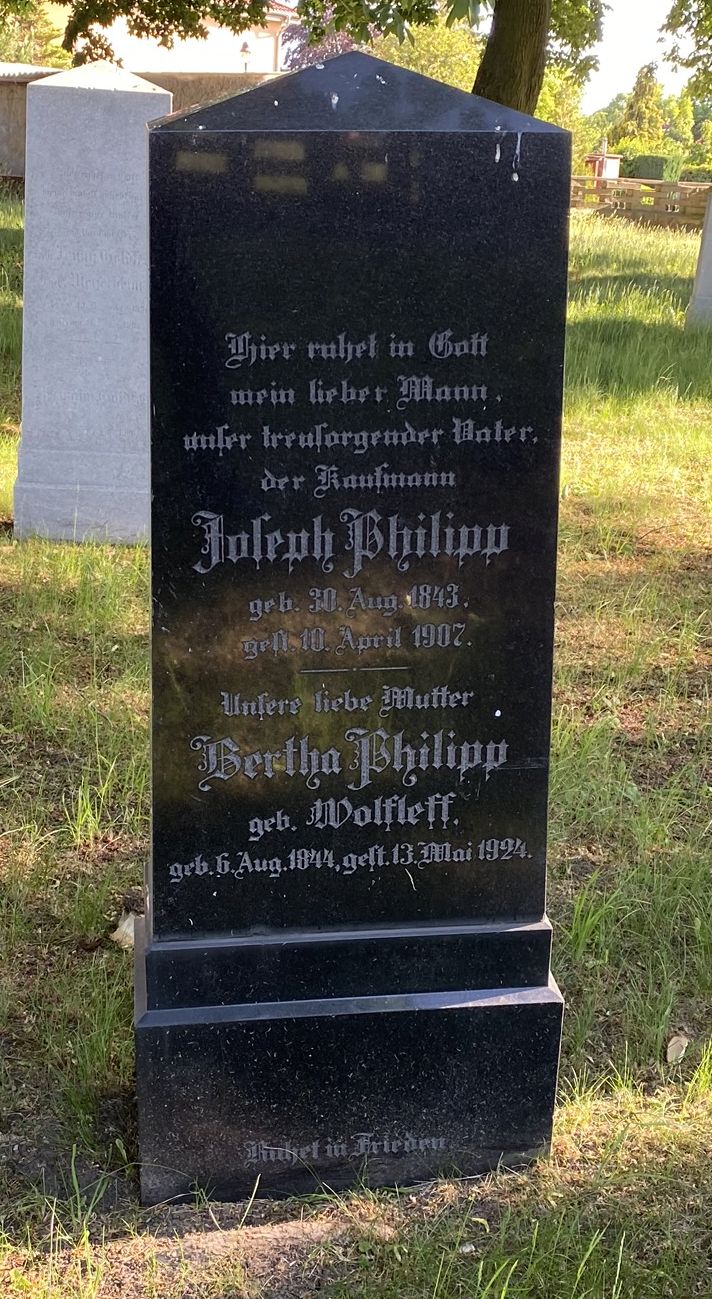 Hier ruhet in Gott
mein lieber Mann,
unser treusorgender Vater,
der Kaufmann
Joseph Philipp
geb. 30. Aug. 1843.
gest. 10. April 1907.
Unsere liebe Mutter
Bertha Philipp
geb. Wolfleff.
geb. 6. Aug. 1844, gest. 13. Mai 1924.
Ruhet in Frieden.